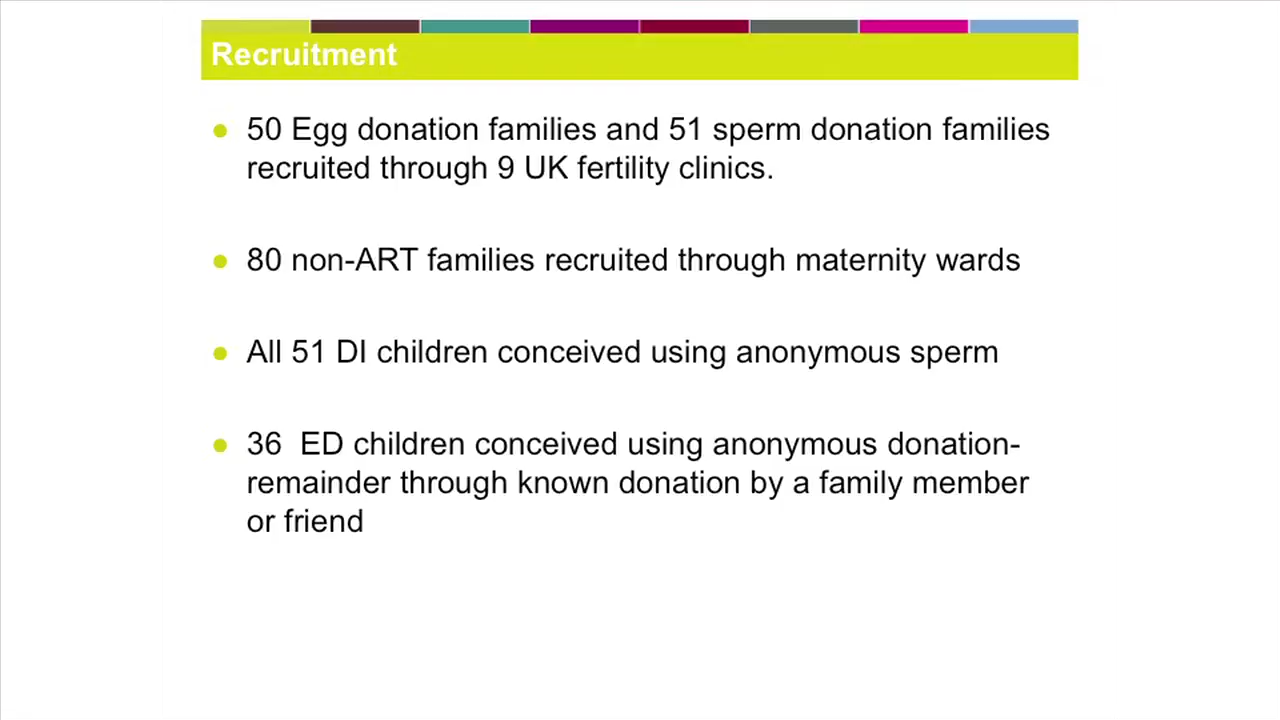 Recruitment
● 50 Egg donation families and 51 sperm donation families
recruited through 9 UK fertility clinics.
● 80 non-ART families recruited through maternity wards
● All 51 DI children conceived using anonymous sperm
● 36  ED children conceived using anonymous donation-
remainder through known donation by a family member
or friend